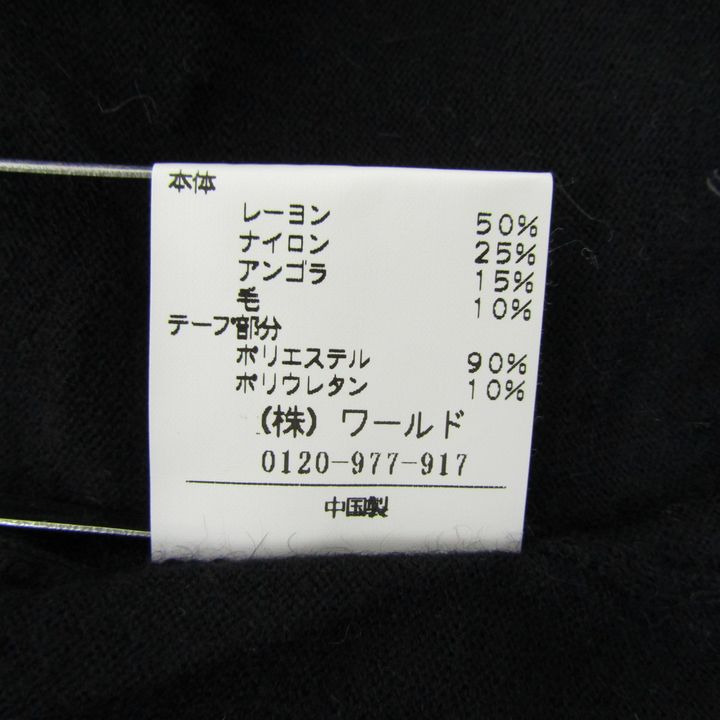 本体
レーヨン 50%
ナイロン 25%
アンゴラ 15%
毛 10%
テープ部分
ポリエステル 90%
ポリウレタン 10%
(株) ワールド
0120-977-917
中国製